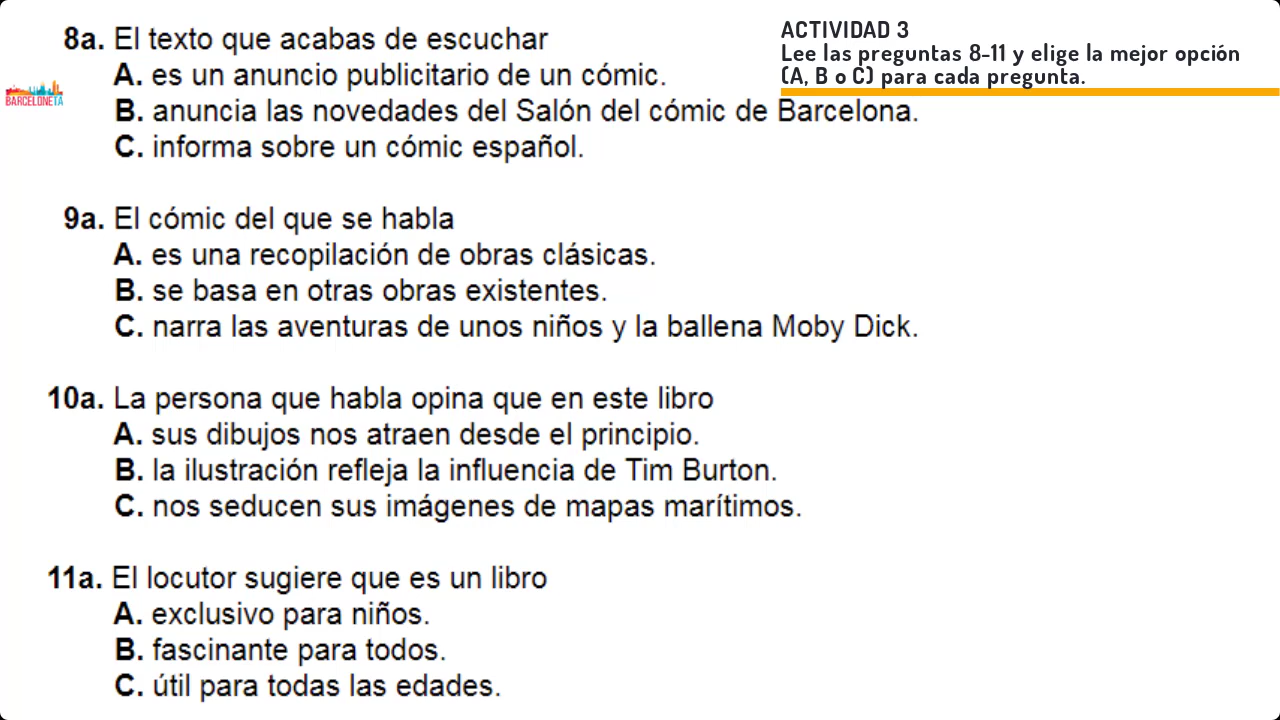 ACTIVIDAD 3
Lee las preguntas 8-11 y elige la mejor opción
(A, B o C) para cada pregunta.
BARCELONETA
8a. El texto que acabas de escuchar
A. es un anuncio publicitario de un cómic.
B. anuncia las novedades del Salón del cómic de Barcelona.
C. informa sobre un cómic español.
9a. El cómic del que se habla
A. es una recopilación de obras clásicas.
B. se basa en otras obras existentes.
C. narra las aventuras de unos niños y la ballena Moby Dick.
10a. La persona que habla opina que en este libro
A. sus dibujos nos atraen desde el principio.
B. la ilustración refleja la influencia de Tim Burton.
C. nos seducen sus imágenes de mapas marítimos.
11a. El locutor sugiere que es un libro
A. exclusivo para niños.
B. fascinante para todos.
C. útil para todas las edades.